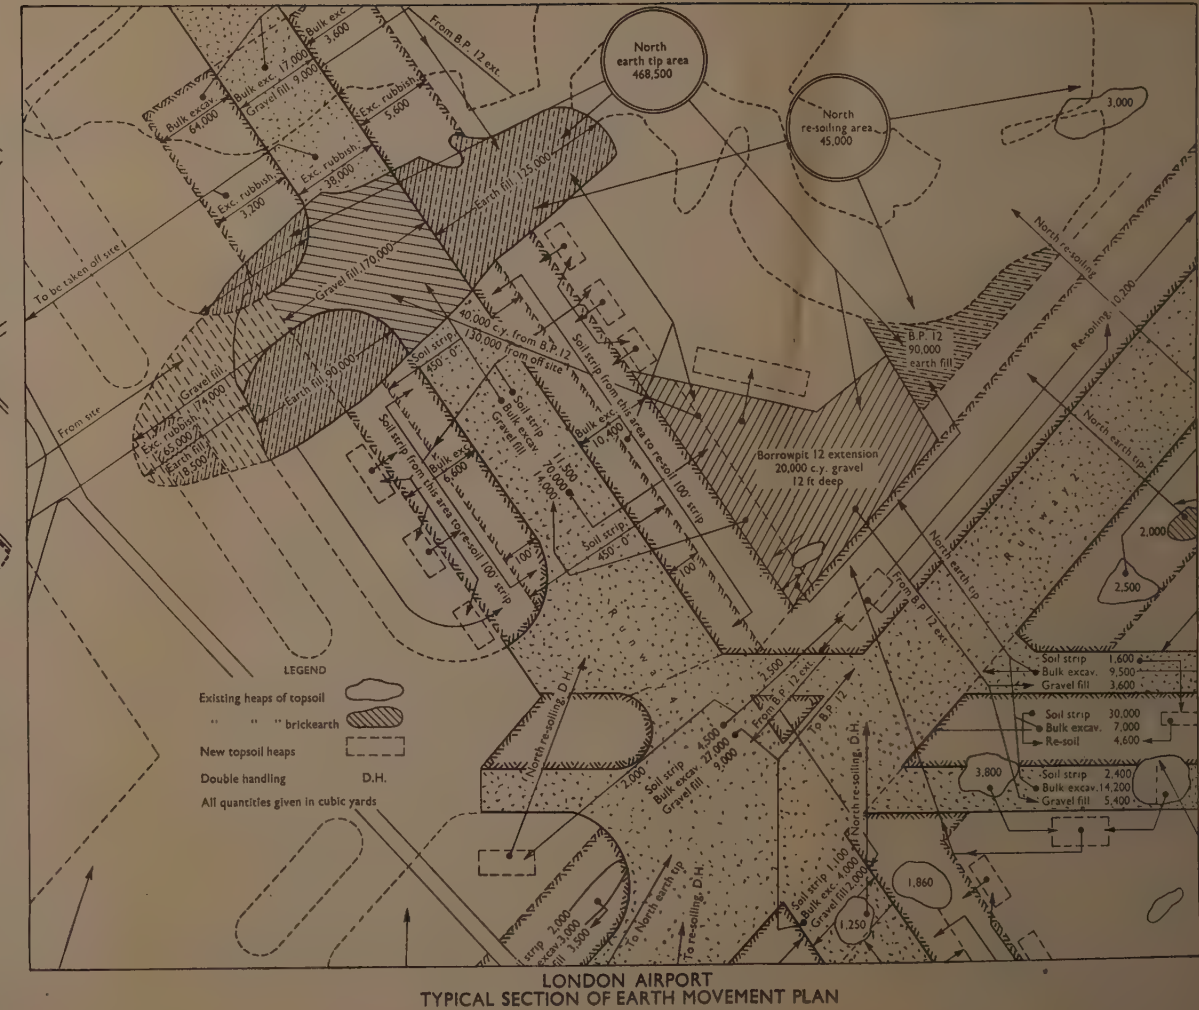 North
earth tip area
468,500
North
re-soiling area
45,000
3,000
From B.P. 12 ext.
Bulk exc
3,600
Bulk exc. 17,000
Gravel fill, 9,000
Bulk excav.
64,000
Exc. rubbish,
5,600
Exc. rubbish,
38,000
Exc. rubbish,
3,200
To be taken off site
Earth fill 125,000
Gravel fill, 170,000
40,000 c.y. from B.P. 12
130,000 from off site
Earth fill 90,000
From site
Gravel fill
74,000
Exc. rubbish
65,000?
Earth fill
18,500?
Soil strip
450'-0"
Soil strip from this area to re-soil 100' strip
Bulk exc.
10,400
Soil strip
Bulk excav.
Gravel fill
11,500
70,000
14,000
Bulk exc
6,600
Soil strip from this area to re-soil 100' strip
100'
Soil strip,
450'-0"
100'
Borrowpit 12 extension
20,000 c.y. gravel
12 ft deep
B.P. 12
90,000
earth fill
North re-soiling
Re-soiling, 10,200
North earth tip
Runway 2
2,000
2,500
North earth tip
From B.P. 12 ext.
Runway 4
Soil strip 1,600
Bulk excav. 9,500
Gravel fill 3,600
Soil strip 30,000
Bulk excav. 7,000
Re-soil 4,600
Soil strip 2,400
Bulk excav. 14,200
Gravel fill 5,400
3,800
2,500
From B.P. 12 ext.
To B.P. 12
Soil strip 4,500
Bulk excav. 27,000
Gravel fill 9,000
2,000
North re-soiling, D.H.
North re-soiling, D.H.
Soil strip 1,100
Bulk exc. 4,000
Gravel fill 2,000
1,860
1,250
strip 2,000
excav. 3,000
fill 3,500
To North earth tip
To re-soiling, D.H.
LEGEND
Existing heaps of topsoil
" " " brickearth
New topsoil heaps
Double handling D.H.
All quantities given in cubic yards
LONDON AIRPORT
TYPICAL SECTION OF EARTH MOVEMENT PLAN